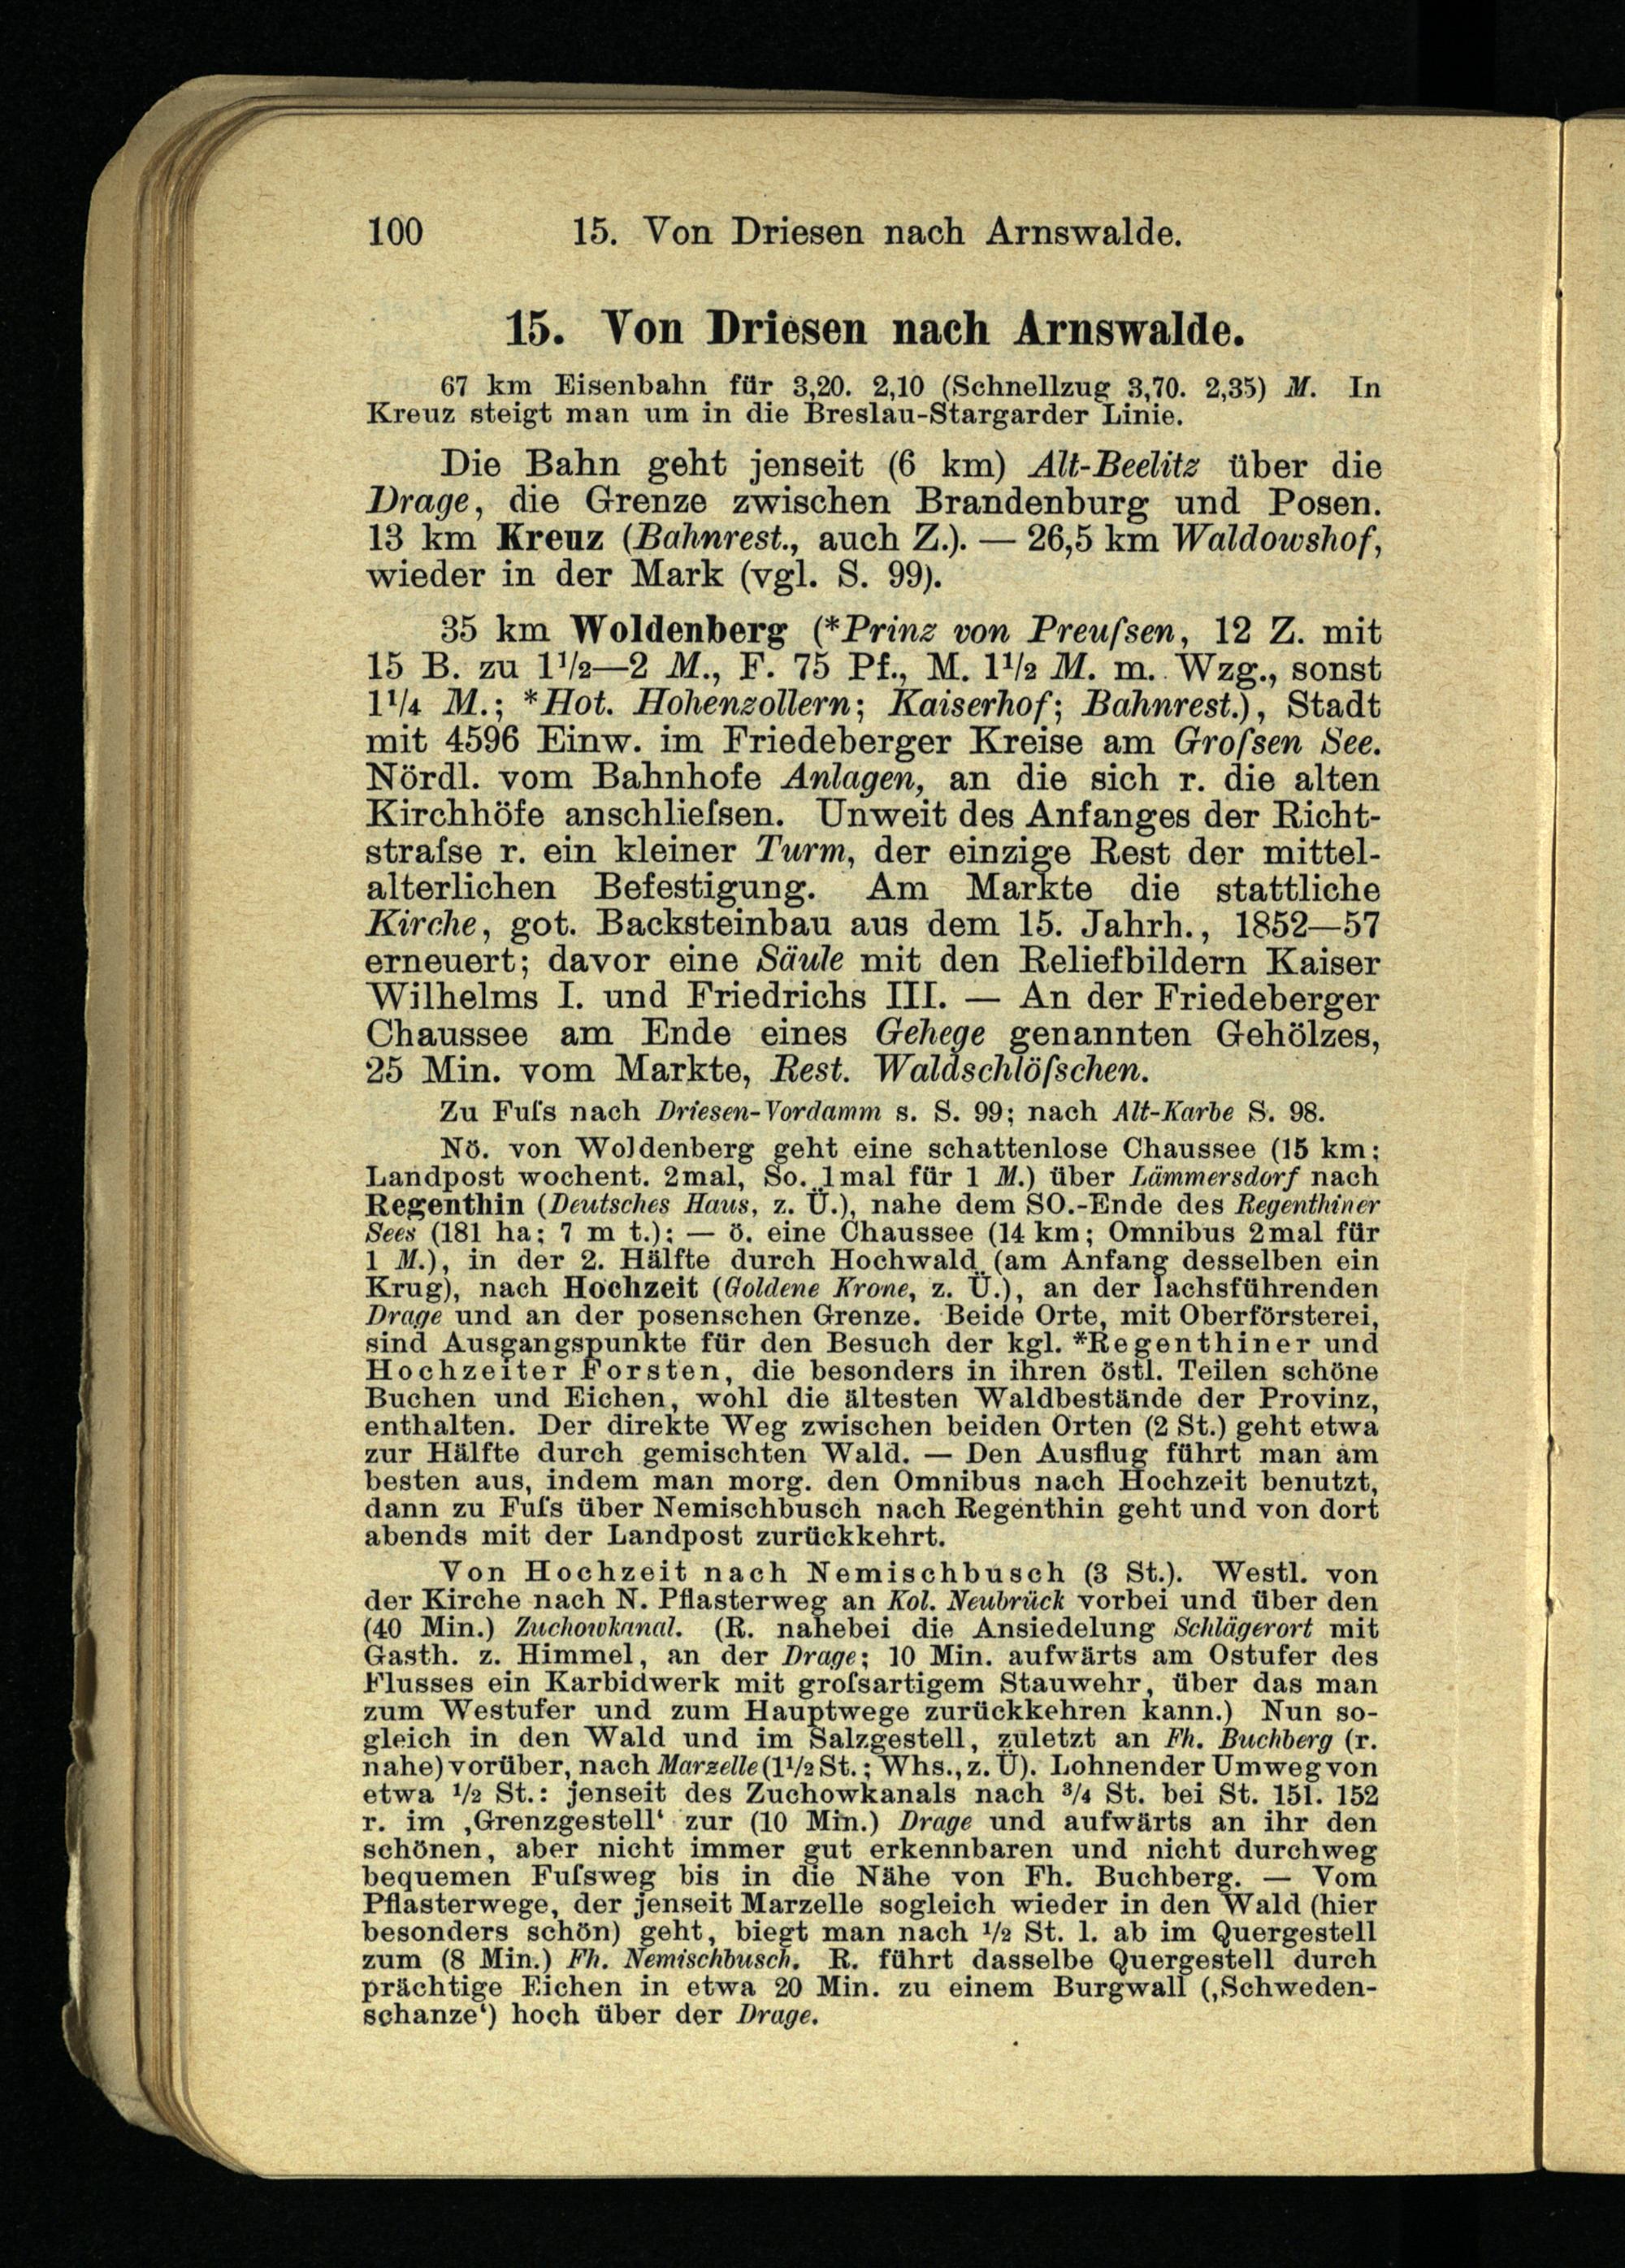 100 15. Von Driesen nach Arnswalde.
15. Von Driesen nach Arnswalde.
67 km Eisenbahn für 3,20. 2,10 (Schnellzug 3,70. 2,35) M. In
Kreuz steigt man um in die Breslau-Stargarder Linie.
Die Bahn geht jenseit (6 km) Alt-Beelitz über die
Drage, die Grenze zwischen Brandenburg und Posen.
13 km Kreuz (Bahnrest., auch Z.). — 26,5 km Waldowshof,
wieder in der Mark (vgl. S. 99).
35 km Woldenberg (*Prinz von Preuſsen, 12 Z. mit
15 B. zu 1½—2 M., F. 75 Pf., M. 1½ M. m. Wzg., sonst
1¼ M.; *Hot. Hohenzollern; Kaiserhof; Bahnrest.), Stadt
mit 4596 Einw. im Friedeberger Kreise am Groſsen See.
Nördl. vom Bahnhofe Anlagen, an die sich r. die alten
Kirchhöfe anschlieſsen. Unweit des Anfanges der Richt-
straſse r. ein kleiner Turm, der einzige Rest der mittel-
alterlichen Befestigung. Am Markte die stattliche
Kirche, got. Backsteinbau aus dem 15. Jahrh., 1852—57
erneuert; davor eine Säule mit den Reliefbildern Kaiser
Wilhelms I. und Friedrichs III. — An der Friedeberger
Chaussee am Ende eines Gehege genannten Gehölzes,
25 Min. vom Markte, Rest. Waldschlöſschen.
Zu Fuſs nach Driesen-Vordamm s. S. 99; nach Alt-Karbe S. 98.
Nö. von Woldenberg geht eine schattenlose Chaussee (15 km;
Landpost wochent. 2mal, So. 1mal für 1 M.) über Lämmersdorf nach
Regenthin (Deutsches Haus, z. Ü.), nahe dem SO.-Ende des Regenthiner
Sees (181 ha; 7 m t.); — ö. eine Chaussee (14 km; Omnibus 2mal für
1 M.), in der 2. Hälfte durch Hochwald (am Anfang desselben ein
Krug), nach Hochzeit (Goldene Krone, z. Ü.), an der lachsführenden
Drage und an der posenschen Grenze. Beide Orte, mit Oberförsterei,
sind Ausgangspunkte für den Besuch der kgl. *Regenthiner und
Hochzeiter Forsten, die besonders in ihren östl. Teilen schöne
Buchen und Eichen, wohl die ältesten Waldbestände der Provinz,
enthalten. Der direkte Weg zwischen beiden Orten (2 St.) geht etwa
zur Hälfte durch gemischten Wald. — Den Ausflug führt man am
besten aus, indem man morg. den Omnibus nach Hochzeit benutzt,
dann zu Fuſs über Nemischbusch nach Regenthin geht und von dort
abends mit der Landpost zurückkehrt.
Von Hochzeit nach Nemischbusch (3 St.). Westl. von
der Kirche nach N. Pflasterweg an Kol. Neubrück vorbei und über den
(40 Min.) Zuchowkanal. (R. nahebei die Ansiedelung Schlägerort mit
Gasth. z. Himmel, an der Drage; 10 Min. aufwärts am Ostufer des
Flusses ein Karbidwerk mit groſsartigem Stauwehr, über das man
zum Westufer und zum Hauptwege zurückkehren kann.) Nun so-
gleich in den Wald und im Salzgestell, zuletzt an Fh. Buchberg (r.
nahe) vorüber, nach Marzelle (1½ St.; Whs., z. Ü). Lohnender Umweg von
etwa ½ St.: jenseit des Zuchowkanals nach ¾ St. bei St. 151. 152
r. im ‚Grenzgestell‘ zur (10 Min.) Drage und aufwärts an ihr den
schönen, aber nicht immer gut erkennbaren und nicht durchweg
bequemen Fuſsweg bis in die Nähe von Fh. Buchberg. — Vom
Pflasterwege, der jenseit Marzelle sogleich wieder in den Wald (hier
besonders schön) geht, biegt man nach ½ St. l. ab im Quergestell
zum (8 Min.) Fh. Nemischbusch. R. führt dasselbe Quergestell durch
prächtige Eichen in etwa 20 Min. zu einem Burgwall (‚Schweden-
schanze‘) hoch über der Drage.